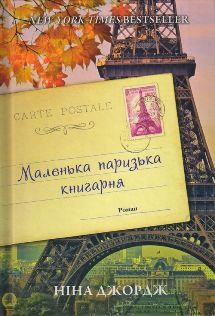 NEW YORK TIMES BESTSELLER
CARTE POSTALE
Маленька паризька
книгарня
Роман
НІНА ДЖОРДЖ